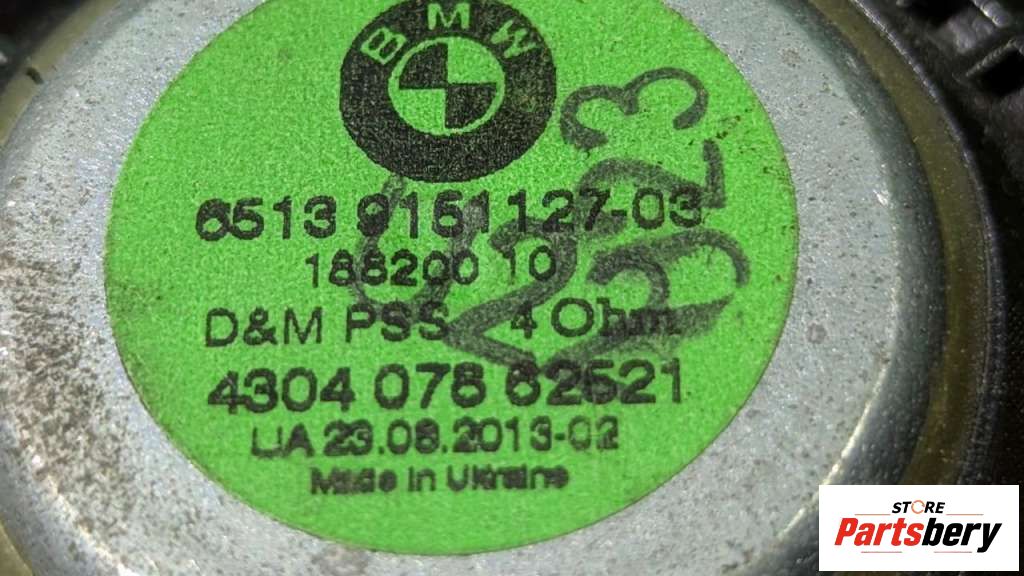 BMW
6513 9151127-03
188200 10
D&M PSS 4 Ohm
4304 078 62521
UA 23.08.2013-02
Made in Ukraine
STORE
Partsbery